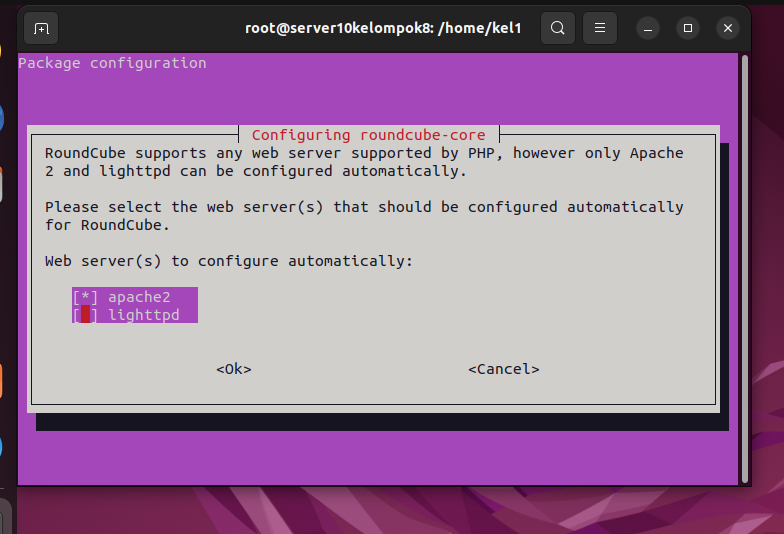 root@server10kelompok8: /home/kel1
Package configuration
Configuring roundcube-core
RoundCube supports any web server supported by PHP, however only Apache
2 and lighttpd can be configured automatically.
Please select the web server(s) that should be configured automatically
for RoundCube.
Web server(s) to configure automatically:
[*] apache2
[ ] lighttpd
<Ok> <Cancel>